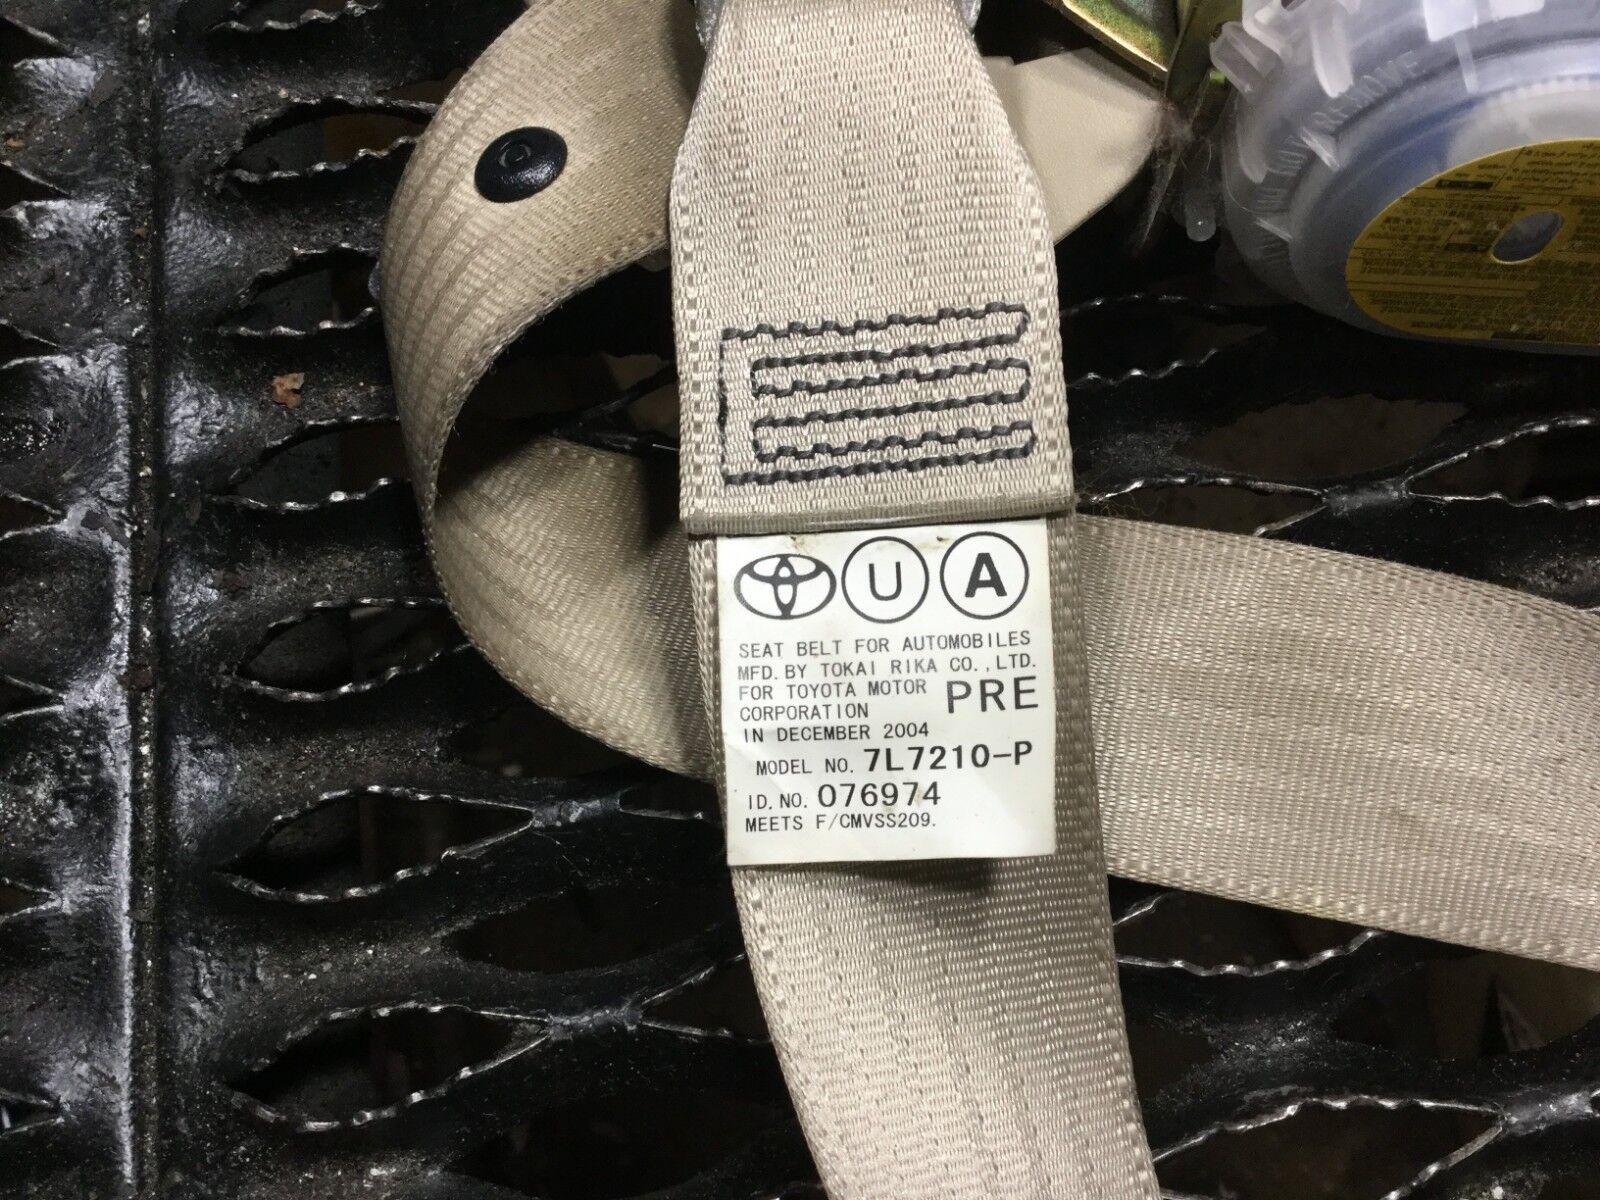 U A
SEAT BELT FOR AUTOMOBILES
MFD. BY TOKAI RIKA CO.,LTD.
FOR TOYOTA MOTOR PRE
CORPORATION
IN DECEMBER 2004
MODEL NO. 7L7210-P
ID. NO. 076974
MEETS F/CMVSS209.
REMOVE